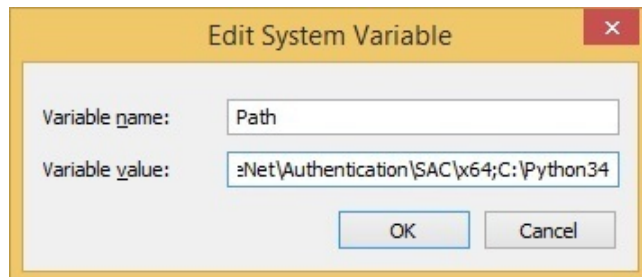 Edit System Variable
Variable name: Path
Variable value: eNet\Authentication\SAC\x64;C:\Python34
OK Cancel